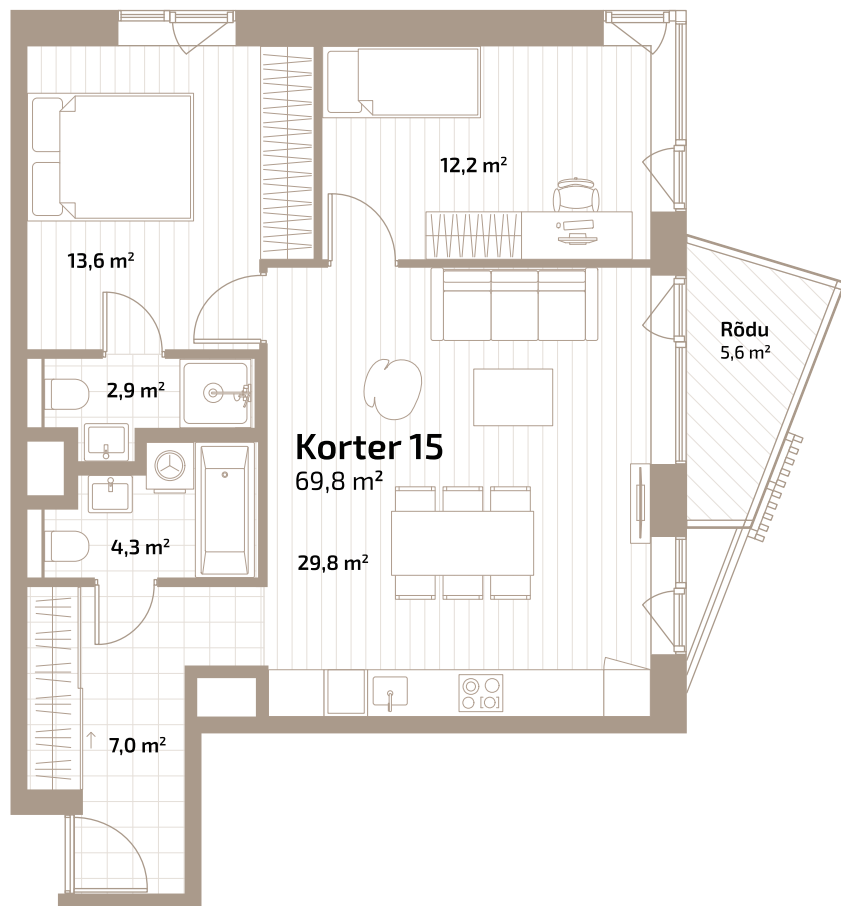 12,2 m²
13,6 m²
Rõdu
5,6 m²
2,9 m²
Korter 15
69,8 m²
4,3 m²
29,8 m²
7,0 m²